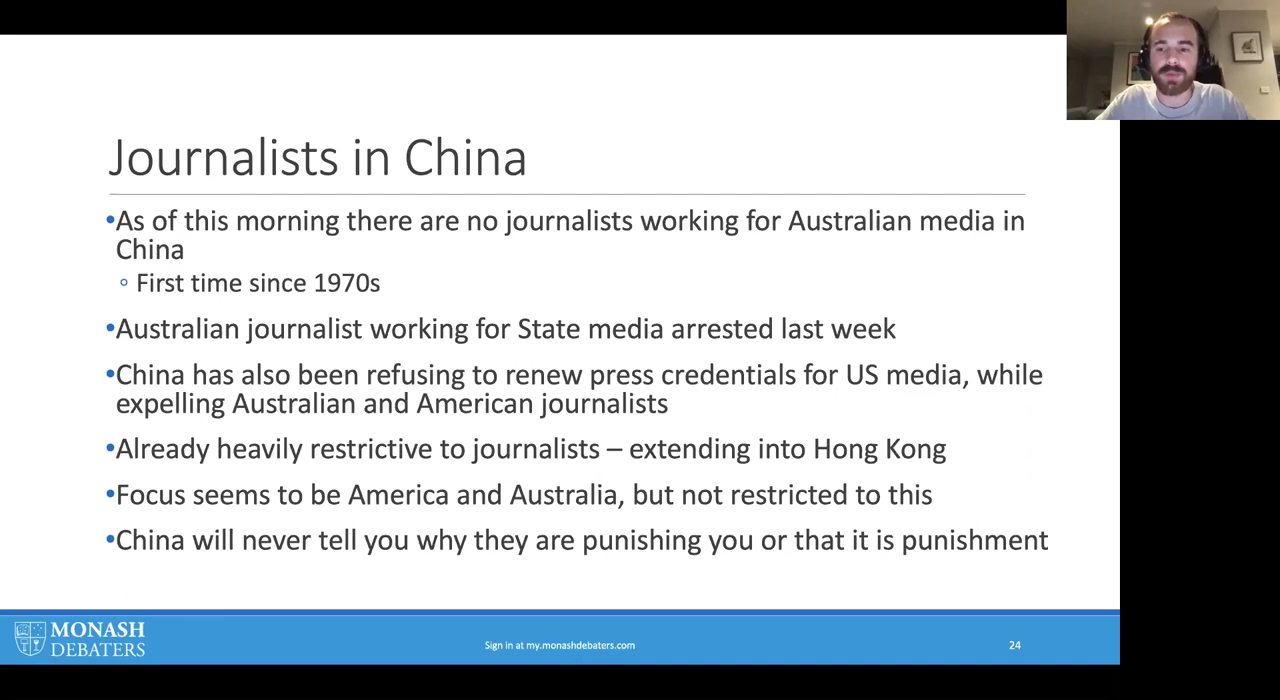 Journalists in China
•As of this morning there are no journalists working for Australian media in
China
◦ First time since 1970s
•Australian journalist working for State media arrested last week
•China has also been refusing to renew press credentials for US media, while
expelling Australian and American journalists
•Already heavily restrictive to journalists – extending into Hong Kong
•Focus seems to be America and Australia, but not restricted to this
•China will never tell you why they are punishing you or that it is punishment
MONASH
DEBATERS
Sign in at my.monashdebaters.com
24